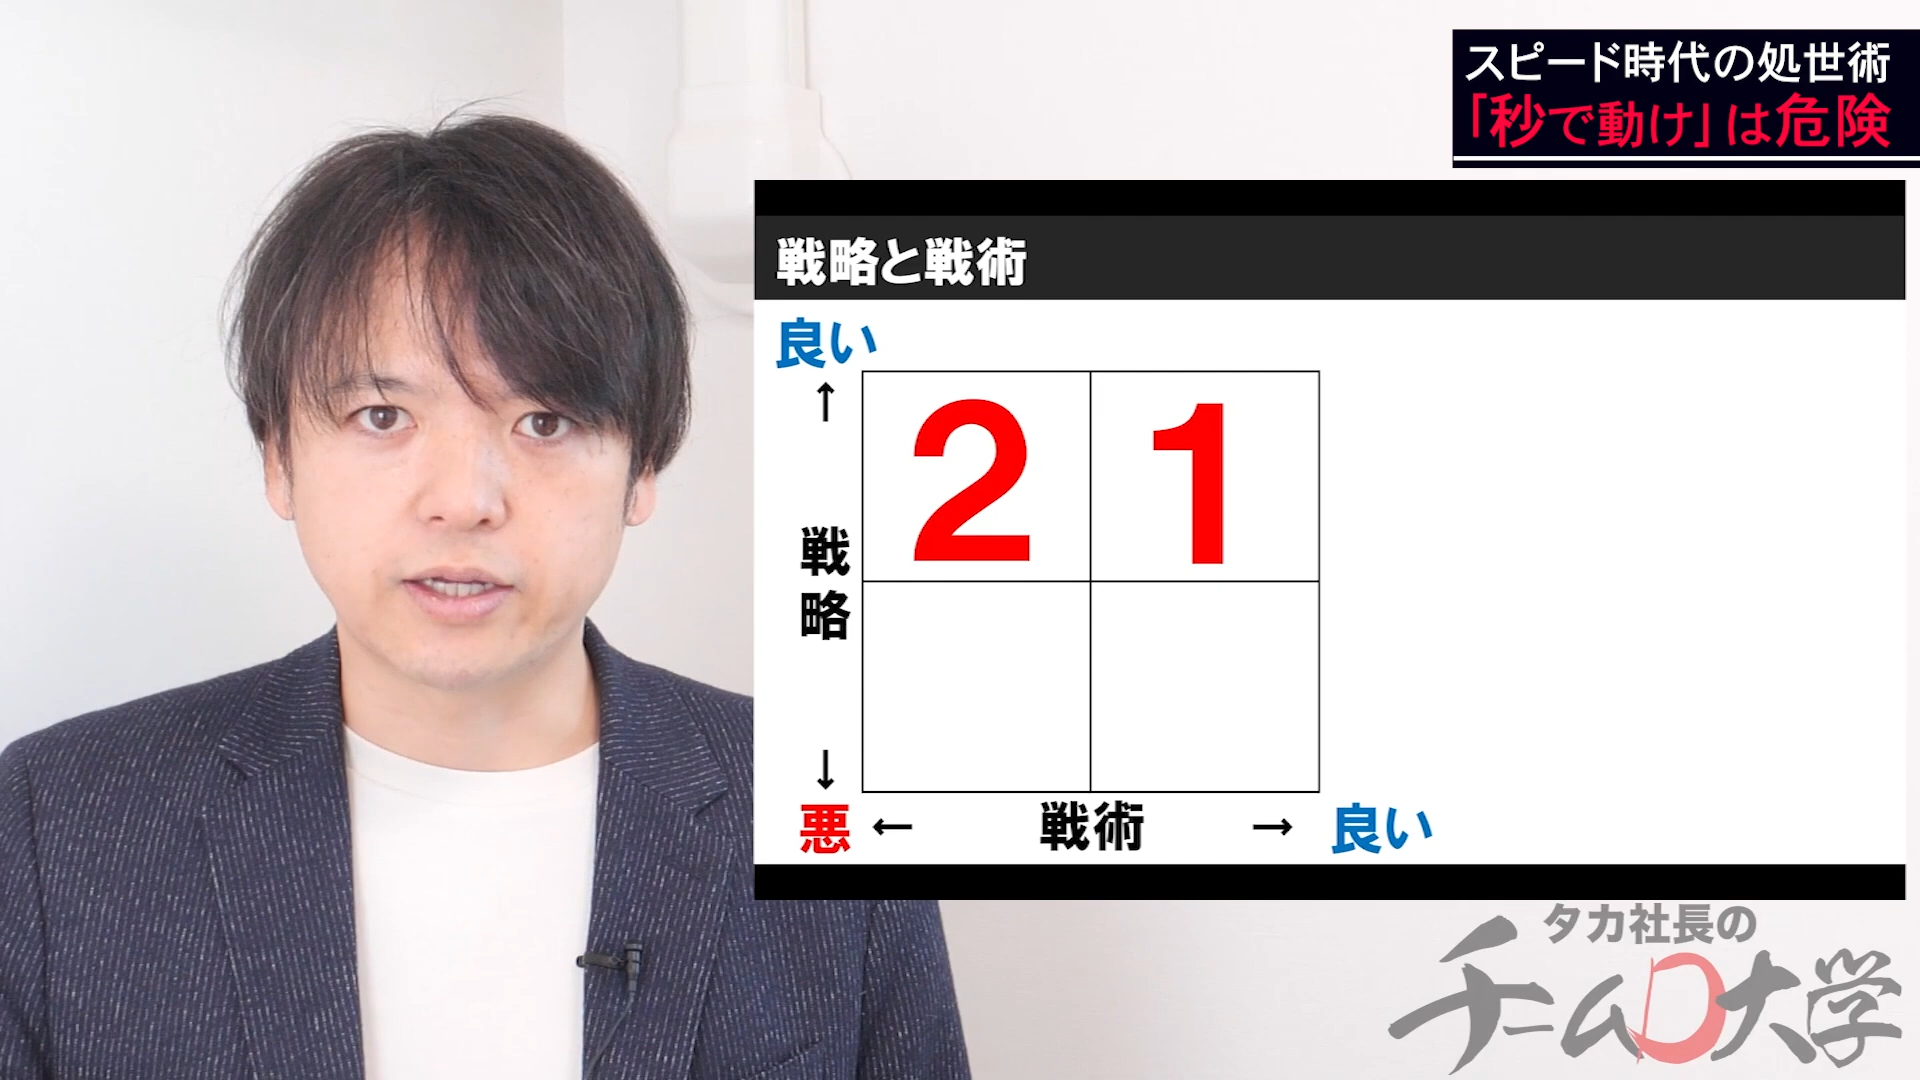 スピード時代の処世術
「秒で動け」は危険
戦略と戦術
良い
↑
2 1
戦略
↓
悪 ← 戦術 → 良い
タカ社長の
チームD大学